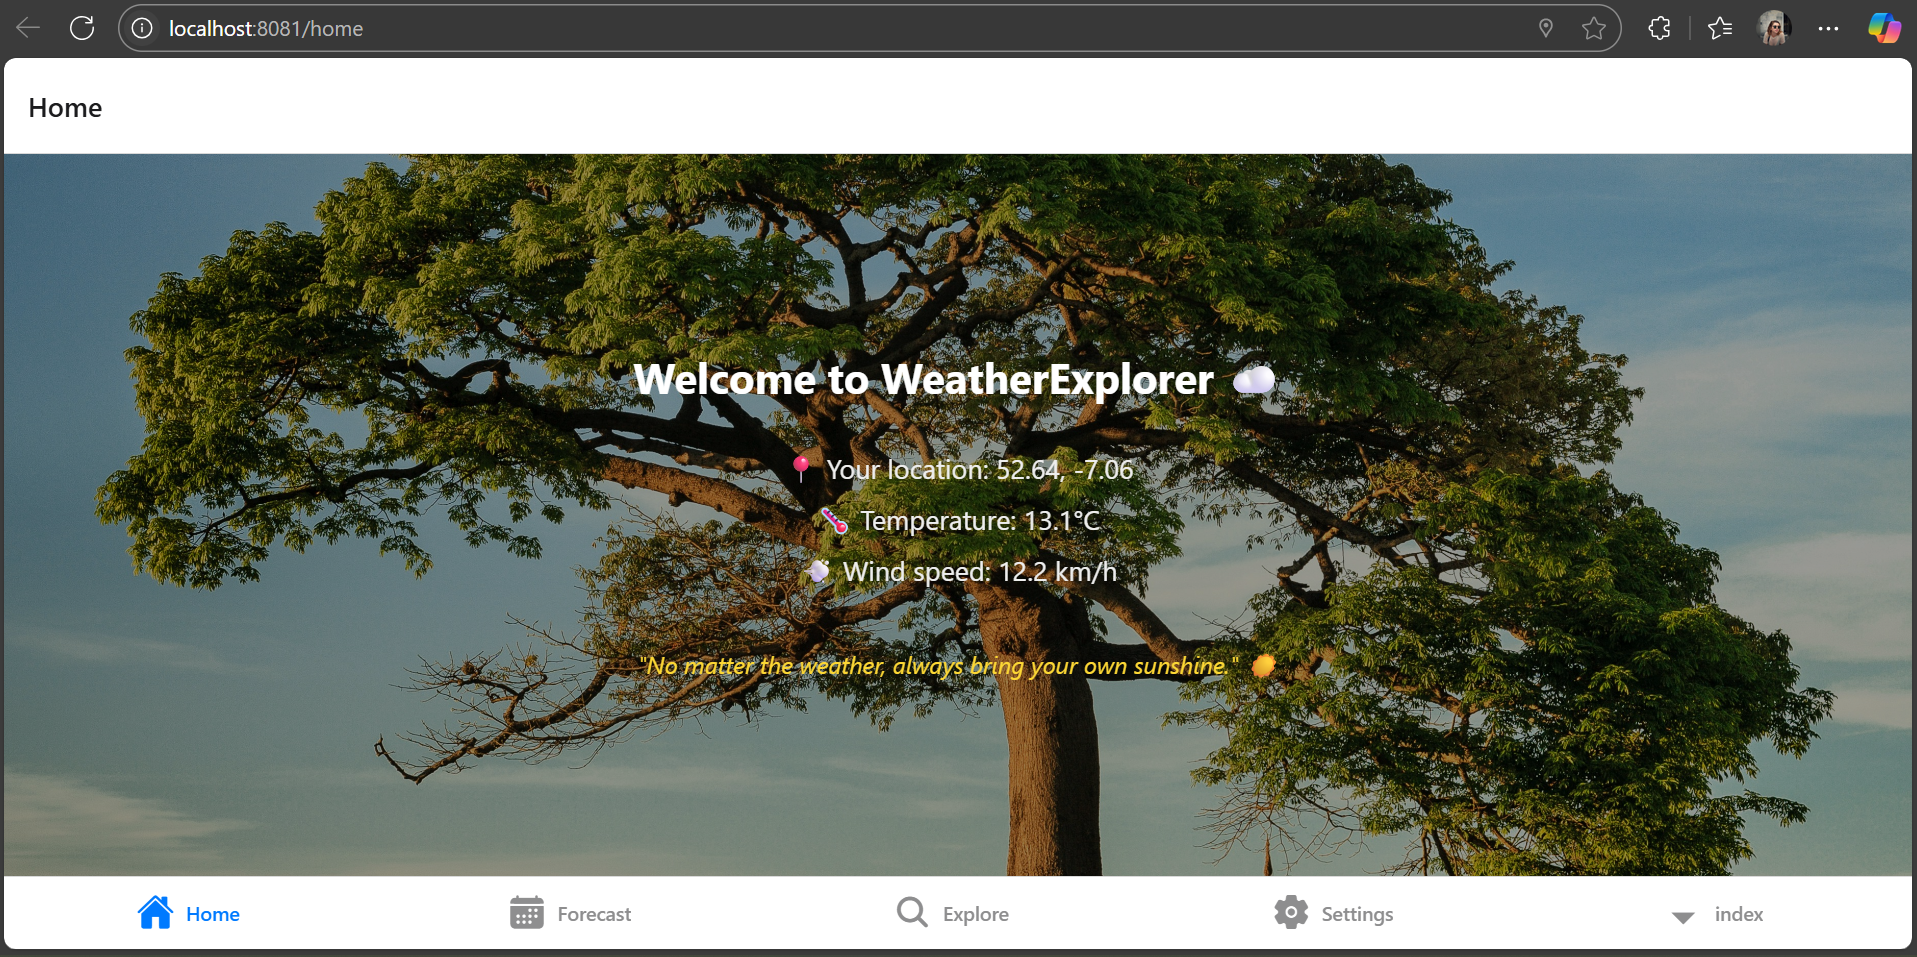 localhost:8081/home
Home
Welcome to WeatherExplorer ☁️
📍 Your location: 52.64, -7.06
🌡️ Temperature: 13.1°C
💨 Wind speed: 12.2 km/h
"No matter the weather, always bring your own sunshine." ☀️
Home
Forecast
Explore
Settings
index